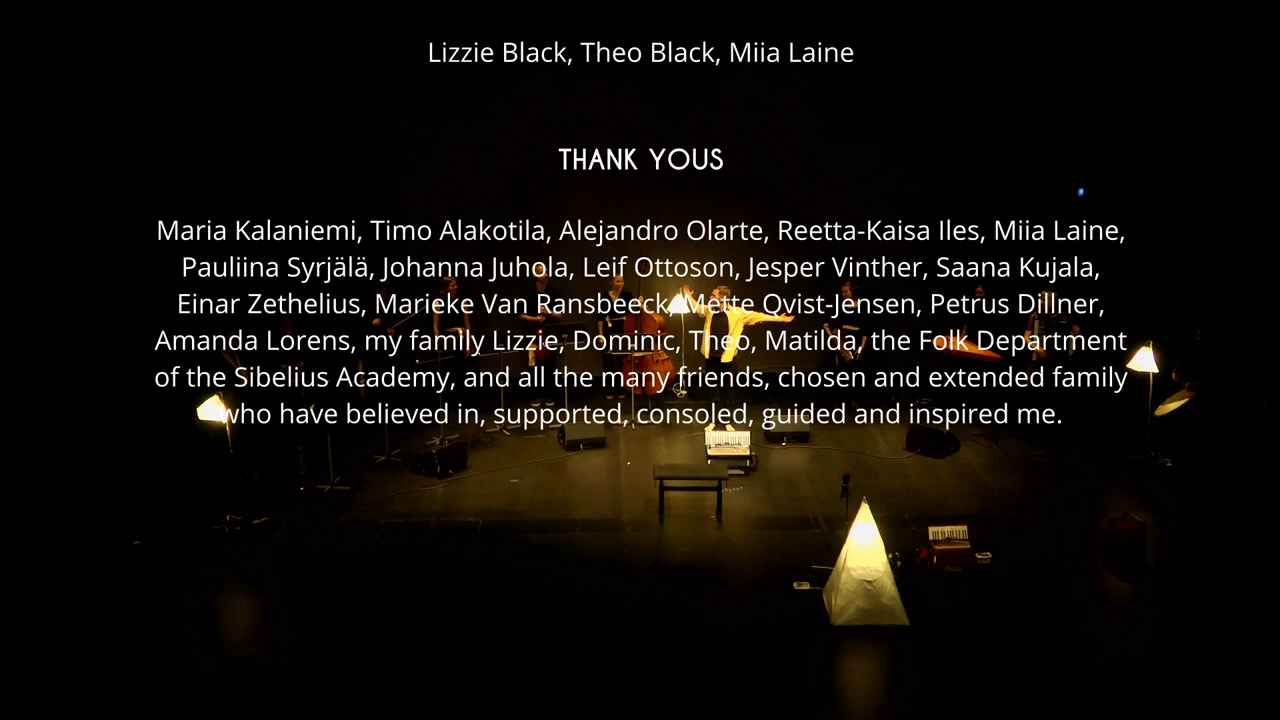 Lizzie Black, Theo Black, Miia Laine
THANK YOUS
Maria Kalaniemi, Timo Alakotila, Alejandro Olarte, Reetta-Kaisa Iles, Miia Laine,
Pauliina Syrjälä, Johanna Juhola, Leif Ottoson, Jesper Vinther, Saana Kujala,
Einar Zethelius, Marieke Van Ransbeeck, Mette Qvist-Jensen, Petrus Dillner,
Amanda Lorens, my family Lizzie, Dominic, Theo, Matilda, the Folk Department
of the Sibelius Academy, and all the many friends, chosen and extended family
who have believed in, supported, consoled, guided and inspired me.